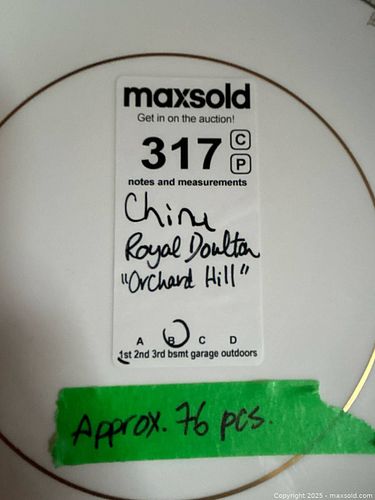 maxsold
Get in on the auction!
317 C
P
notes and measurements
China
Royal Doulton
"Orchard Hill"
A B C D
1st 2nd 3rd bsmt garage outdoors
Approx. 76 pcs.
Copyright © 2025 - maxsold.com